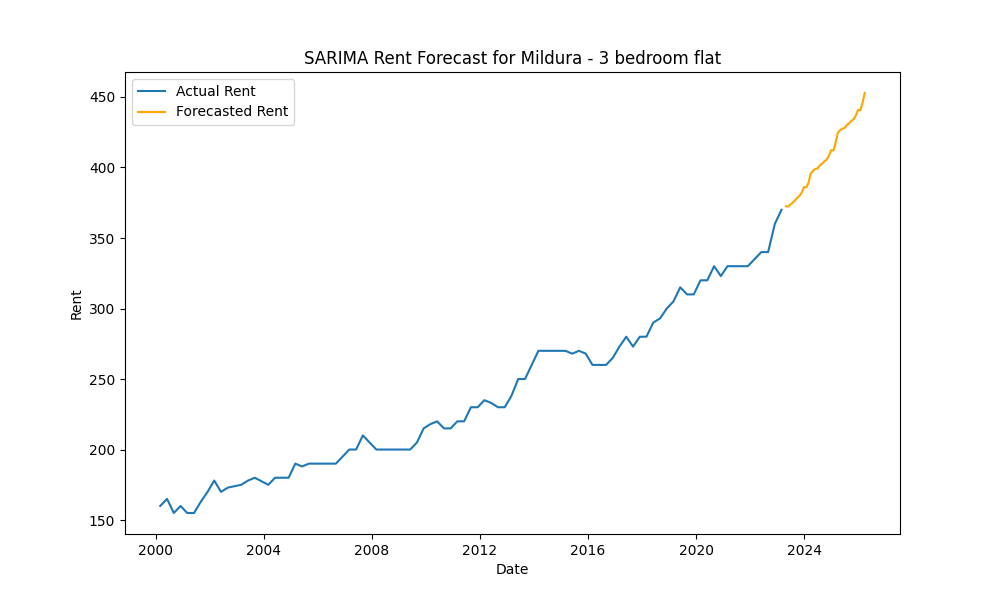 SARIMA Rent Forecast for Mildura - 3 bedroom flat
Actual Rent
Forecasted Rent
450
400
350
300
250
200
150
Rent
2000 2004 2008 2012 2016 2020 2024
Date